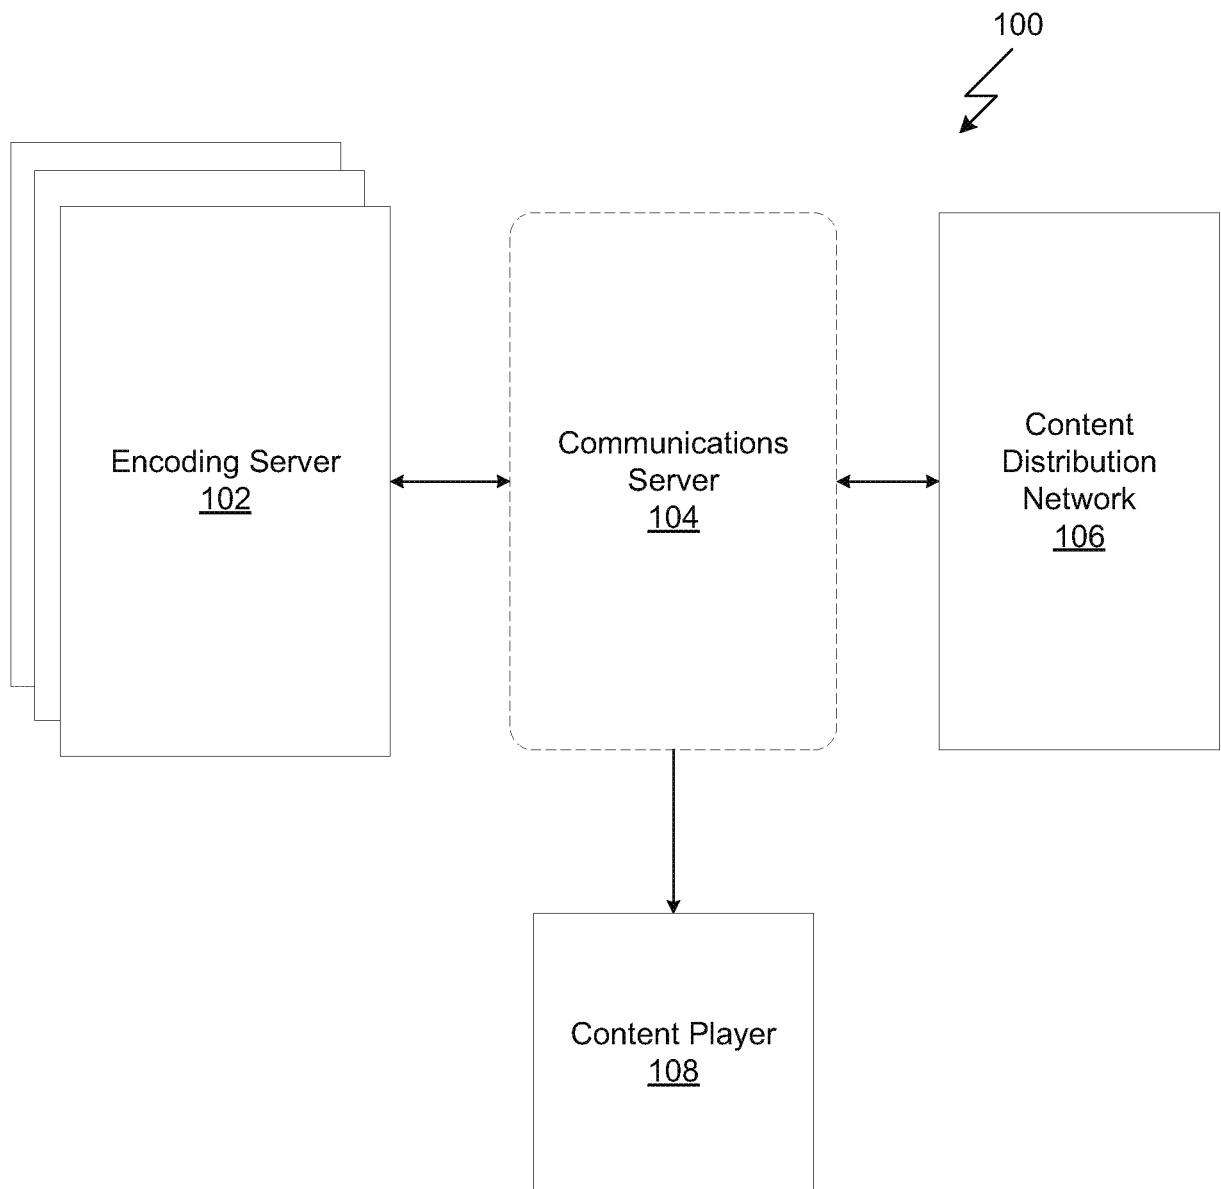 100
Encoding Server
102
Communications
Server
104
Content
Distribution
Network
106
Content Player
108